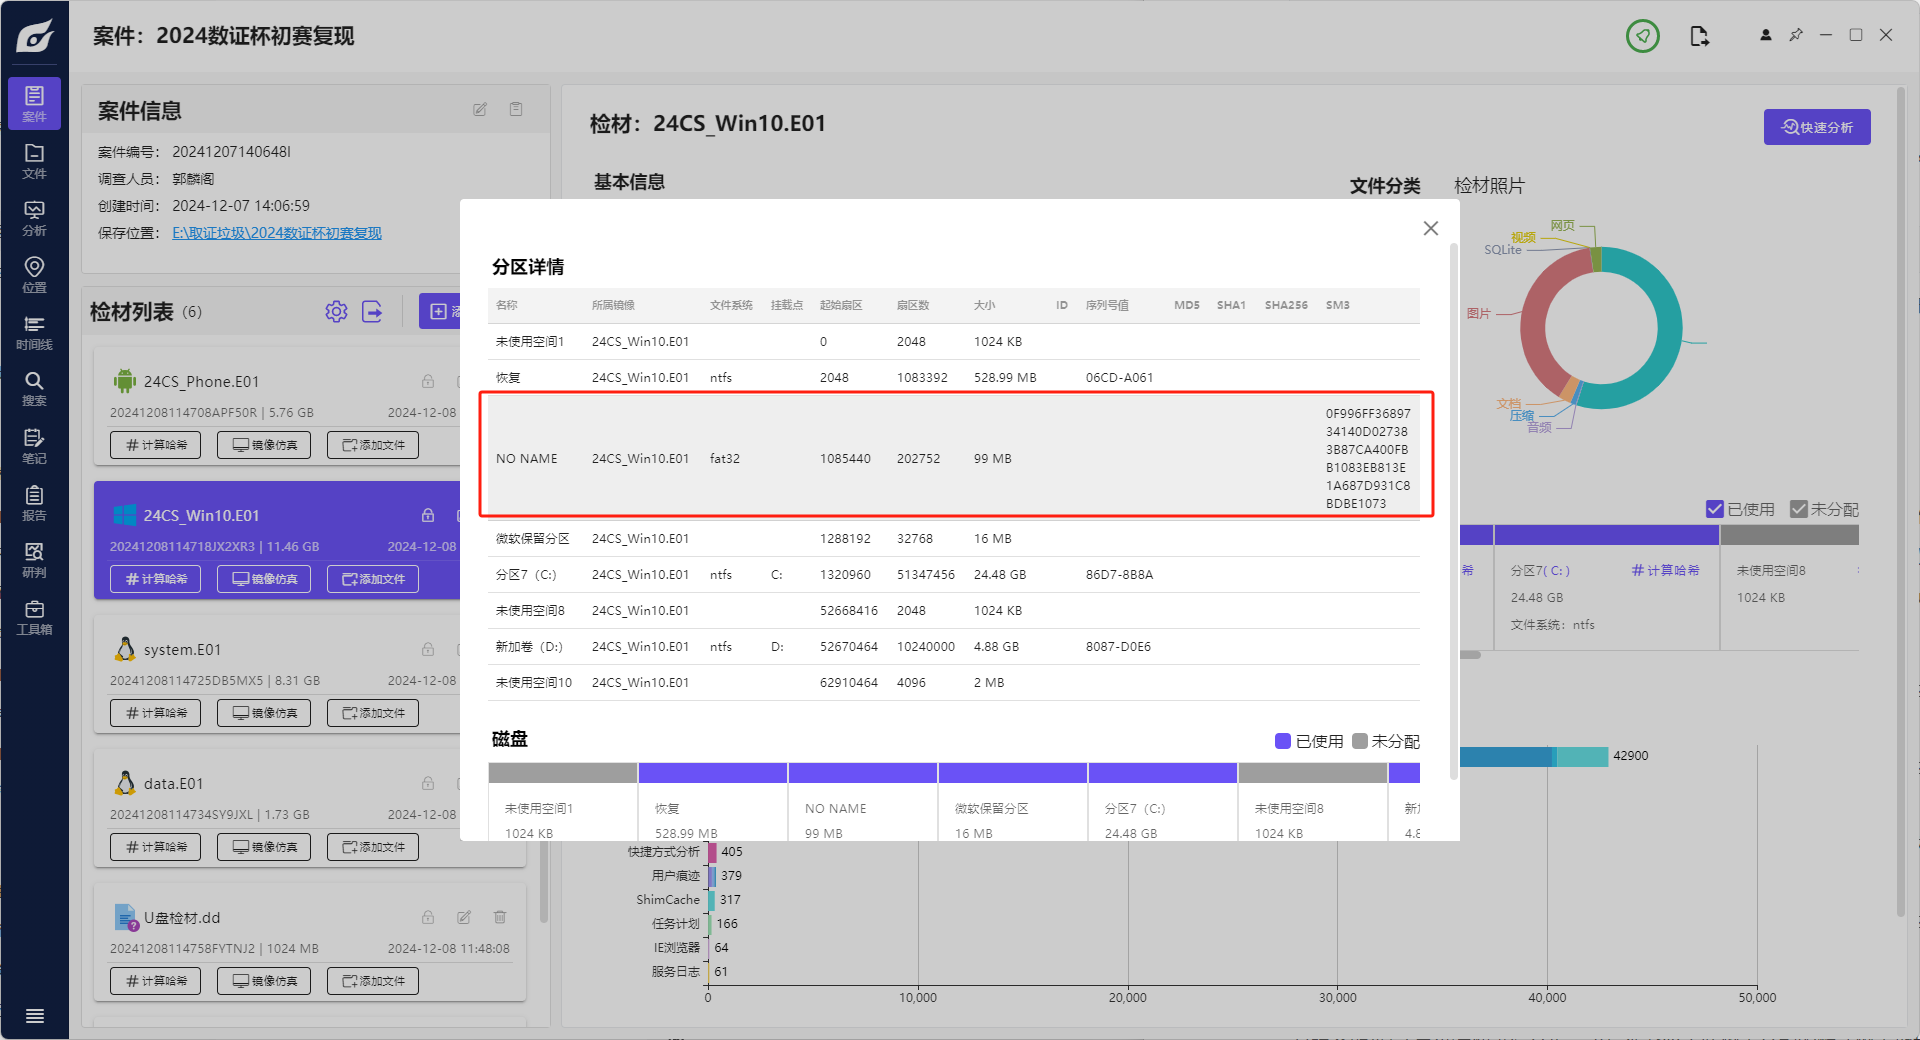 案件：2024数证杯初赛复现
案件
文件
分析
位置
时间线
搜索
笔记
报告
研判
工具箱
案件信息
案件编号： 20241207140648I
调查人员： 郭麟阁
创建时间： 2024-12-07 14:06:59
保存位置： E:\取证垃圾\2024数证杯初赛复现
检材列表 (6)
24CS_Phone.E01
20241208114708APF50R | 5.76 GB 2024-12-08
计算哈希 镜像仿真 添加文件
24CS_Win10.E01
20241208114718JX2XR3 | 11.46 GB 2024-12-08
计算哈希 镜像仿真 添加文件
system.E01
20241208114725DB5MX5 | 8.31 GB 2024-12-08
计算哈希 镜像仿真 添加文件
data.E01
20241208114734SY9JXL | 1.73 GB 2024-12-08
计算哈希 镜像仿真 添加文件
U盘检材.dd
20241208114758FYTNJ2 | 1024 MB 2024-12-08 11:48:08
计算哈希 镜像仿真 添加文件
检材：24CS_Win10.E01
快速分析
基本信息
文件分类 检材照片
网页
视频
SQLite
图片
文档
压缩
音频
已使用 未分配
希
分区7( C: ) 计算哈希
24.48 GB
文件系统：ntfs
未使用空间8
1024 KB
分区详情
名称 所属镜像 文件系统 挂载点 起始扇区 扇区数 大小 ID 序列号值 MD5 SHA1 SHA256 SM3
未使用空间1 24CS_Win10.E01 0 2048 1024 KB
恢复 24CS_Win10.E01 ntfs 2048 1083392 528.99 MB 06CD-A061
NO NAME 24CS_Win10.E01 fat32 1085440 202752 99 MB
0F996FF36897
34140D02738
3B87CA400FB
B1083EB813E
1A687D931C8
BDBE1073
微软保留分区 24CS_Win10.E01 1288192 32768 16 MB
分区7（C:） 24CS_Win10.E01 ntfs C: 1320960 51347456 24.48 GB 86D7-8B8A
未使用空间8 24CS_Win10.E01 52668416 2048 1024 KB
新加卷（D:） 24CS_Win10.E01 ntfs D: 52670464 10240000 4.88 GB 8087-D0E6
未使用空间10 24CS_Win10.E01 62910464 4096 2 MB
磁盘
已使用 未分配
未使用空间1 恢复 NO NAME 微软保留分区 分区7（C:） 未使用空间8
1024 KB 528.99 MB 99 MB 16 MB 24.48 GB 1024 KB
42900
快捷方式分析 405
用户痕迹 379
ShimCache 317
任务计划 166
IE浏览器 64
服务日志 61
0 10,000 20,000 30,000 40,000 50,000